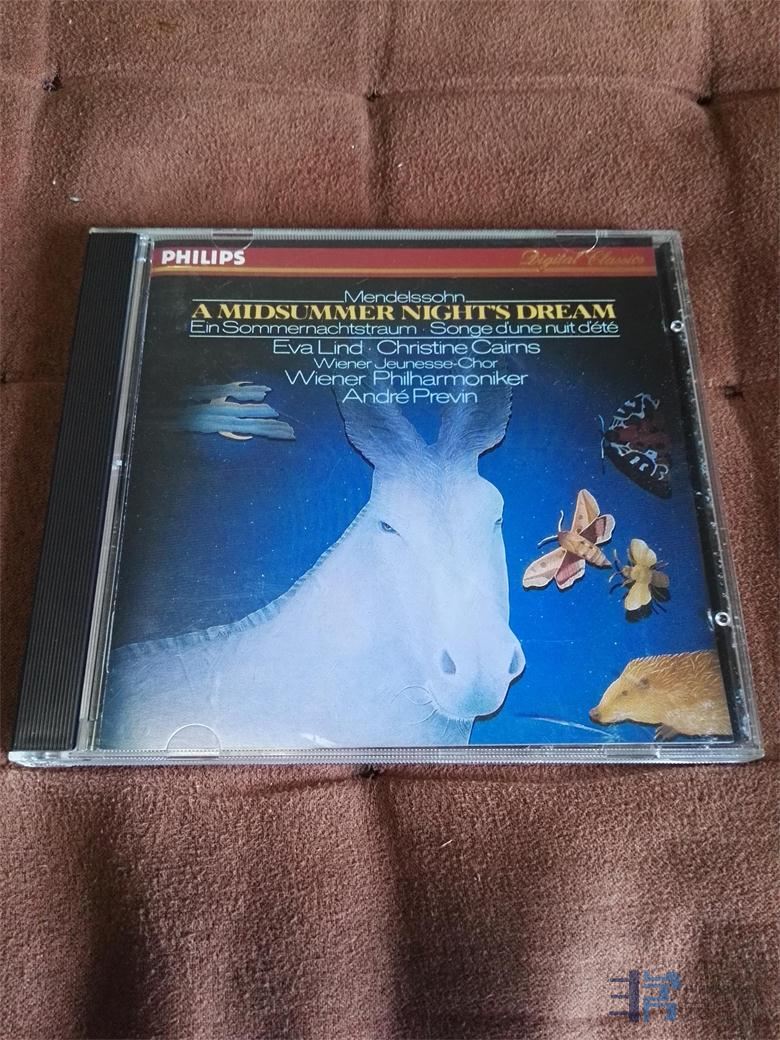 PHILIPS
Digital Classics
Mendelssohn
A MIDSUMMER NIGHT'S DREAM
Ein Sommernachtstraum · Songe d'une nuit d'été
Eva Lind · Christine Cairns
Wiener Jeunesse-Chor
Wiener Philharmoniker
André Previn